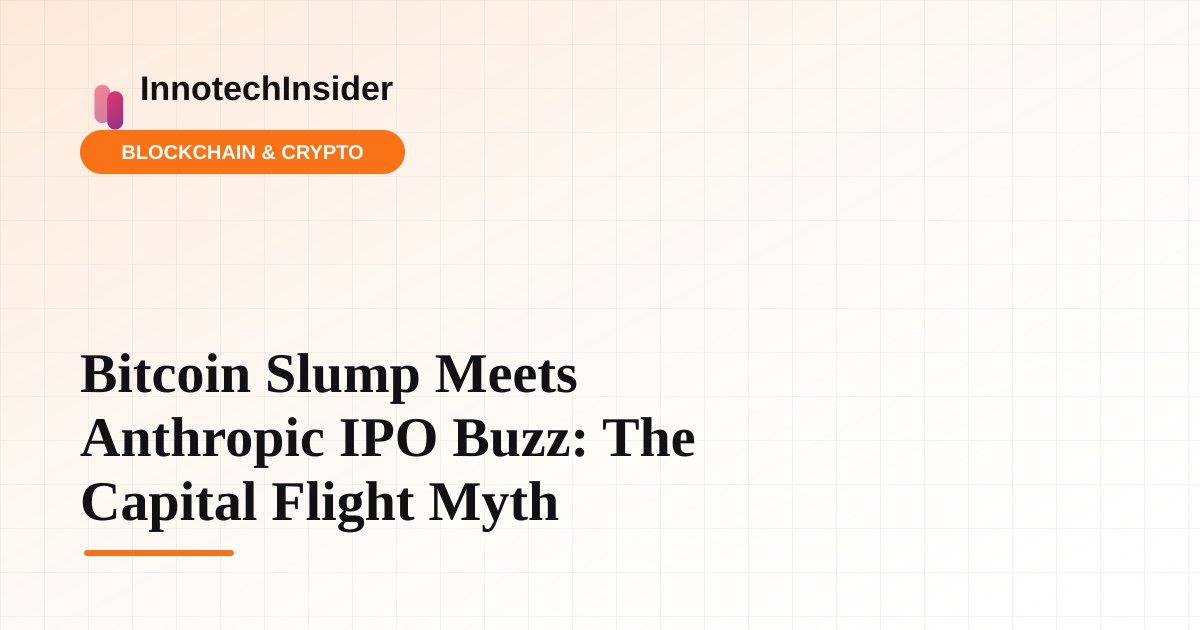 InnotechInsider
BLOCKCHAIN & CRYPTO
Bitcoin Slump Meets
Anthropic IPO Buzz: The
Capital Flight Myth